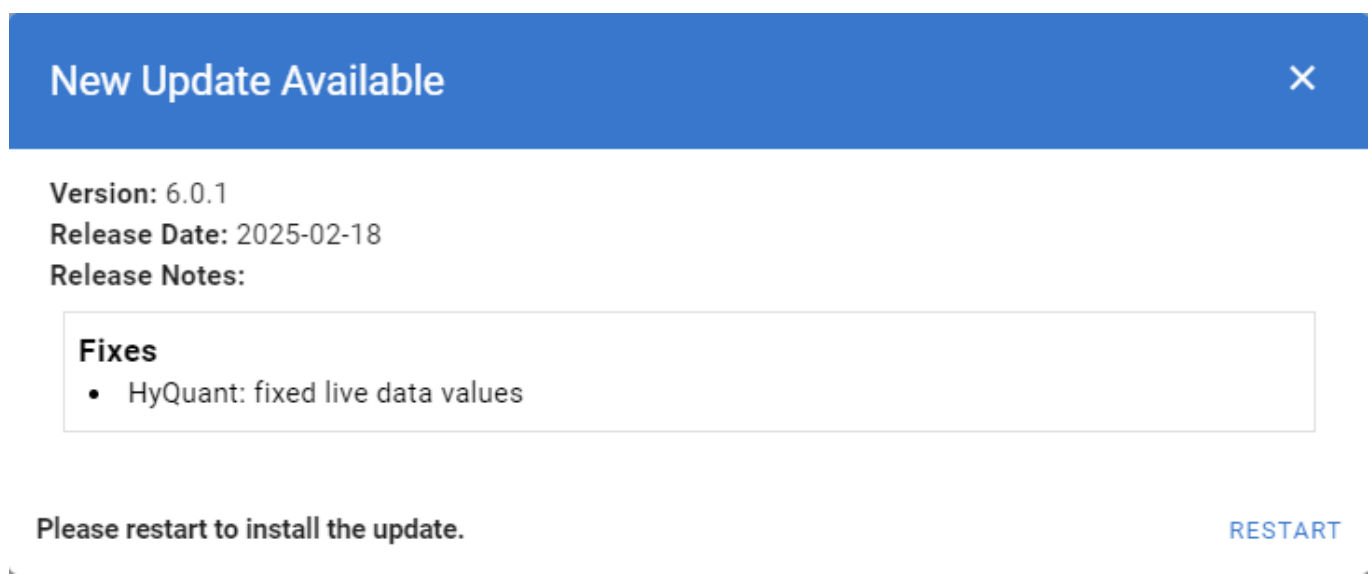 New Update Available
Version: 6.0.1
Release Date: 2025-02-18
Release Notes:
Fixes
• HyQuant: fixed live data values
Please restart to install the update.
RESTART